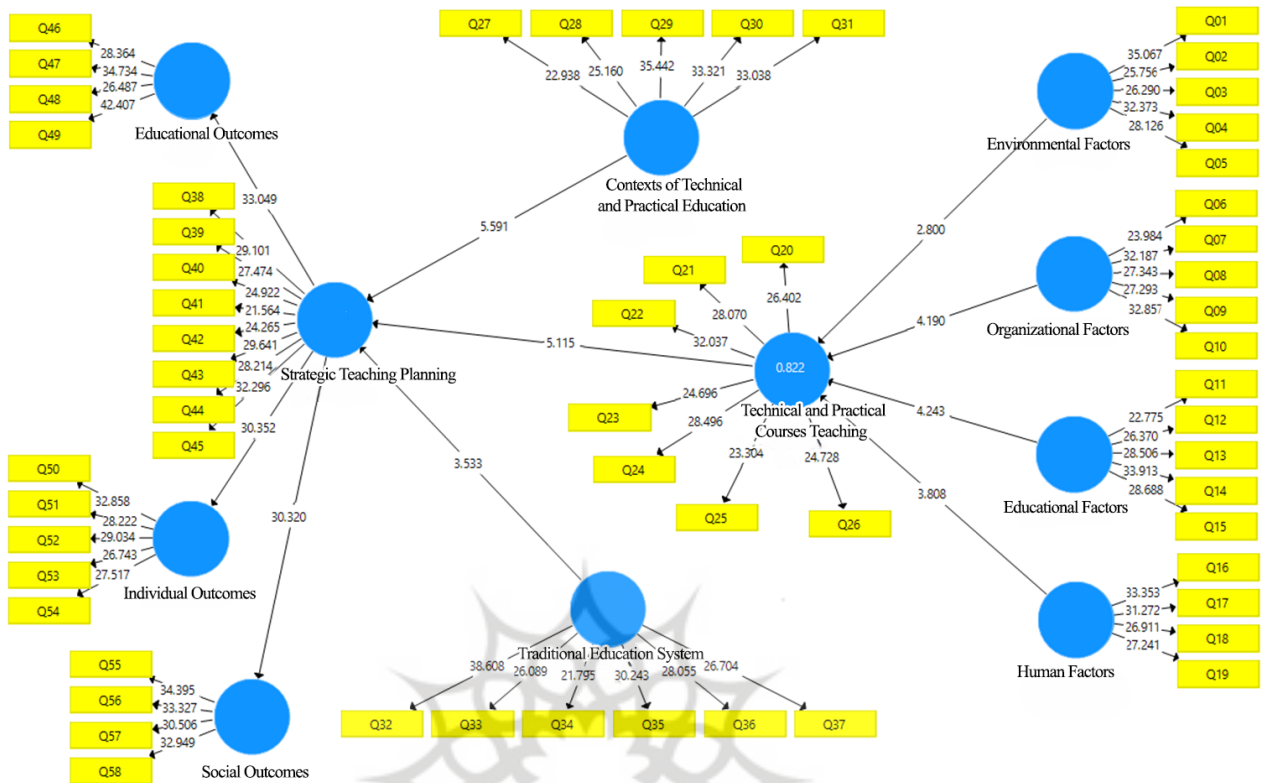 Q46
Q47
Q48
Q49
28.364
34.734
26.487
42.407
Educational Outcomes
33.049
Q27
Q28
Q29
Q30
Q31
22.938
25.160
35.442
33.321
33.038
Contexts of Technical
and Practical Education
5.591
Q01
Q02
Q03
Q04
Q05
35.067
25.756
26.290
32.373
28.126
Environmental Factors
2.800
Q38
Q39
Q40
Q41
Q42
Q43
Q44
Q45
29.101
27.474
24.922
21.564
24.265
29.641
28.214
32.296
Strategic Teaching Planning
5.115
30.352
30.320
3.533
Q20
Q21
Q22
Q23
Q24
Q25
Q26
26.402
28.070
32.037
24.696
28.496
23.304
24.728
0.822
Technical and Practical
Courses Teaching
Q06
Q07
Q08
Q09
Q10
23.984
32.187
27.343
27.293
32.857
Organizational Factors
4.190
Q11
Q12
Q13
Q14
Q15
22.775
26.370
28.506
33.913
28.688
Educational Factors
4.243
Q16
Q17
Q18
Q19
33.353
31.272
26.911
27.241
Human Factors
3.808
Q50
Q51
Q52
Q53
Q54
32.858
28.222
29.034
26.743
27.517
Individual Outcomes
Q55
Q56
Q57
Q58
34.395
33.327
30.506
32.949
Social Outcomes
Traditional Education System
38.608
26.089
21.795
30.243
28.055
26.704
Q32
Q33
Q34
Q35
Q36
Q37